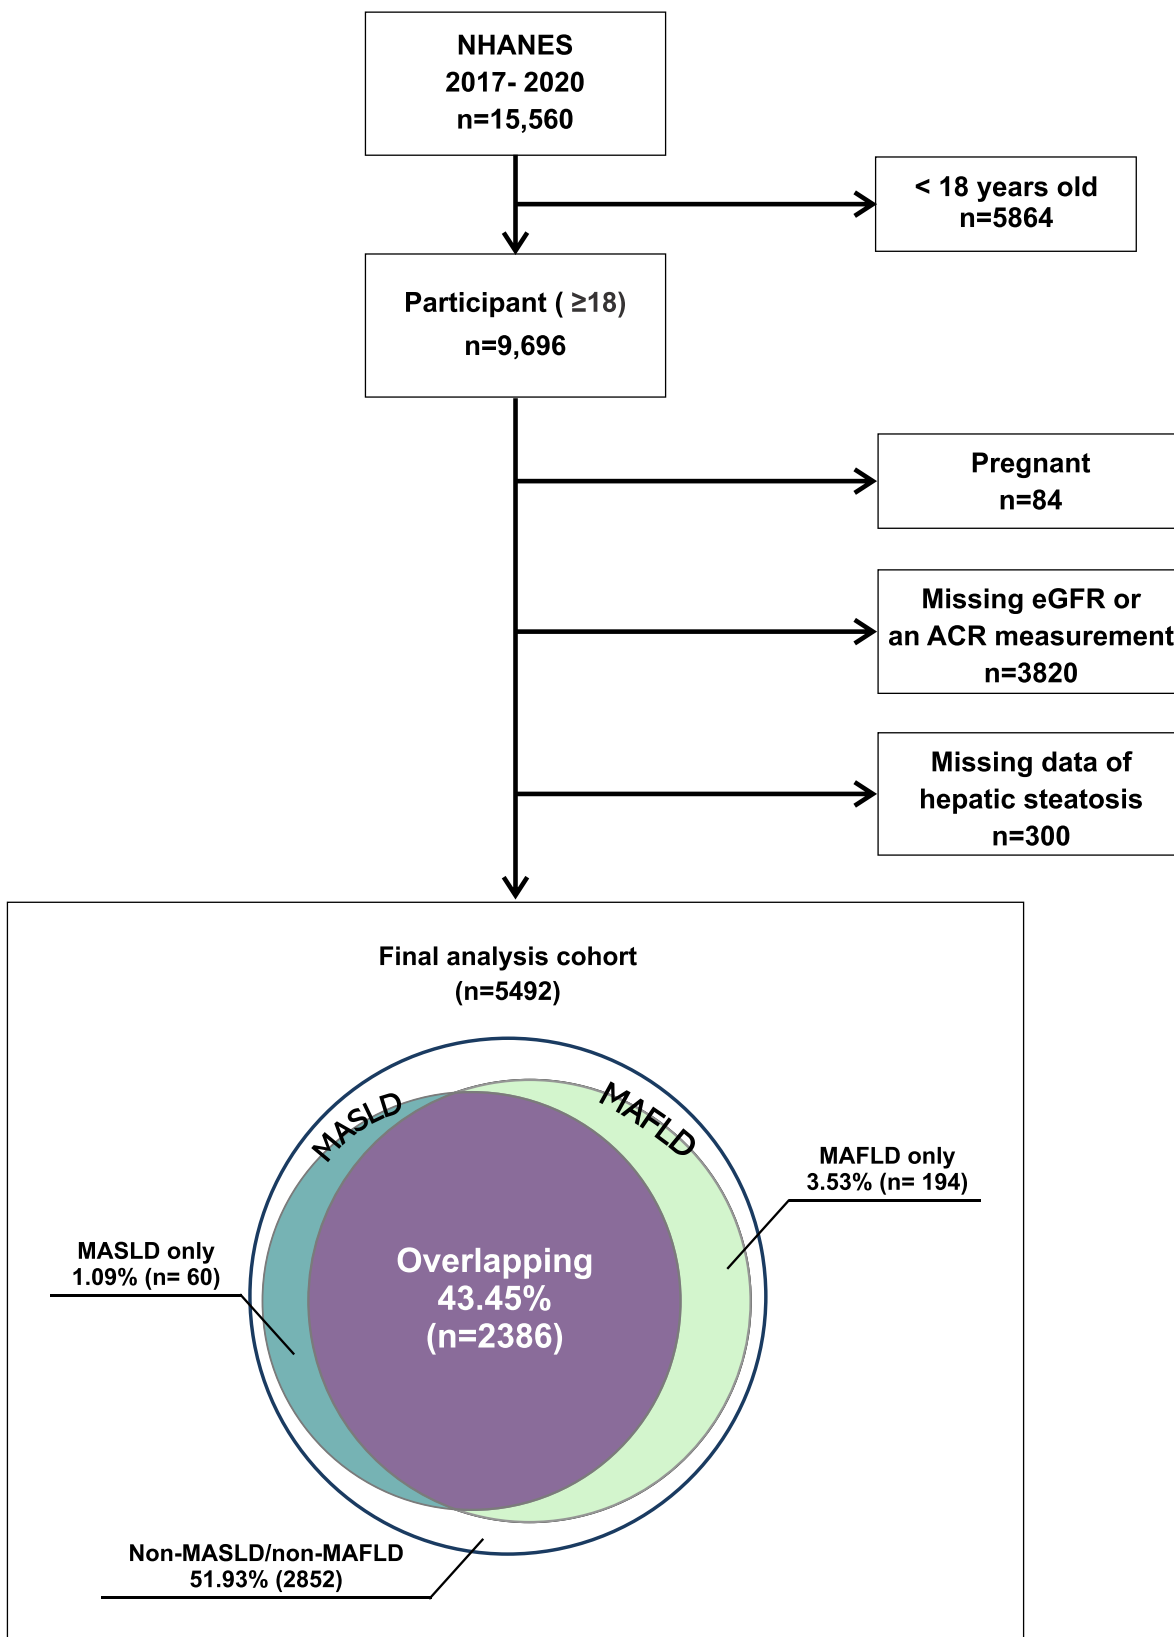 NHANES
2017- 2020
n=15,560
< 18 years old
n=5864
Participant ( ≥18)
n=9,696
Pregnant
n=84
Missing eGFR or
an ACR measurement
n=3820
Missing data of
hepatic steatosis
n=300
Final analysis cohort
(n=5492)
MASLD
MAFLD
MAFLD only
3.53% (n= 194)
MASLD only
1.09% (n= 60)
Overlapping
43.45%
(n=2386)
Non-MASLD/non-MAFLD
51.93% (2852)